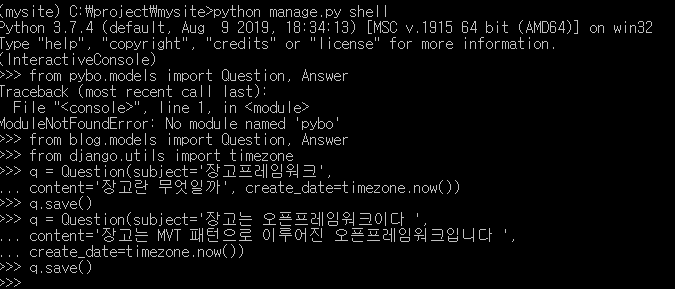 (mysite) C:\project\mysite>python manage.py shell
Python 3.7.4 (default, Aug  9 2019, 18:34:13) [MSC v.1915 64 bit (AMD64)] on win32
Type "help", "copyright", "credits" or "license" for more information.
(InteractiveConsole)
>>> from pybo.models import Question, Answer
Traceback (most recent call last):
  File "<console>", line 1, in <module>
ModuleNotFoundError: No module named 'pybo'
>>> from blog.models import Question, Answer
>>> from django.utils import timezone
>>> q = Question(subject='장고프레임워크',
... content='장고란 무엇일까', create_date=timezone.now())
>>> q.save()
>>> q = Question(subject='장고는 오픈프레임워크이다 ',
... content='장고는 MVT 패턴으로 이루어진 오픈프레임워크입니다 ',
... create_date=timezone.now())
>>> q.save()
>>>